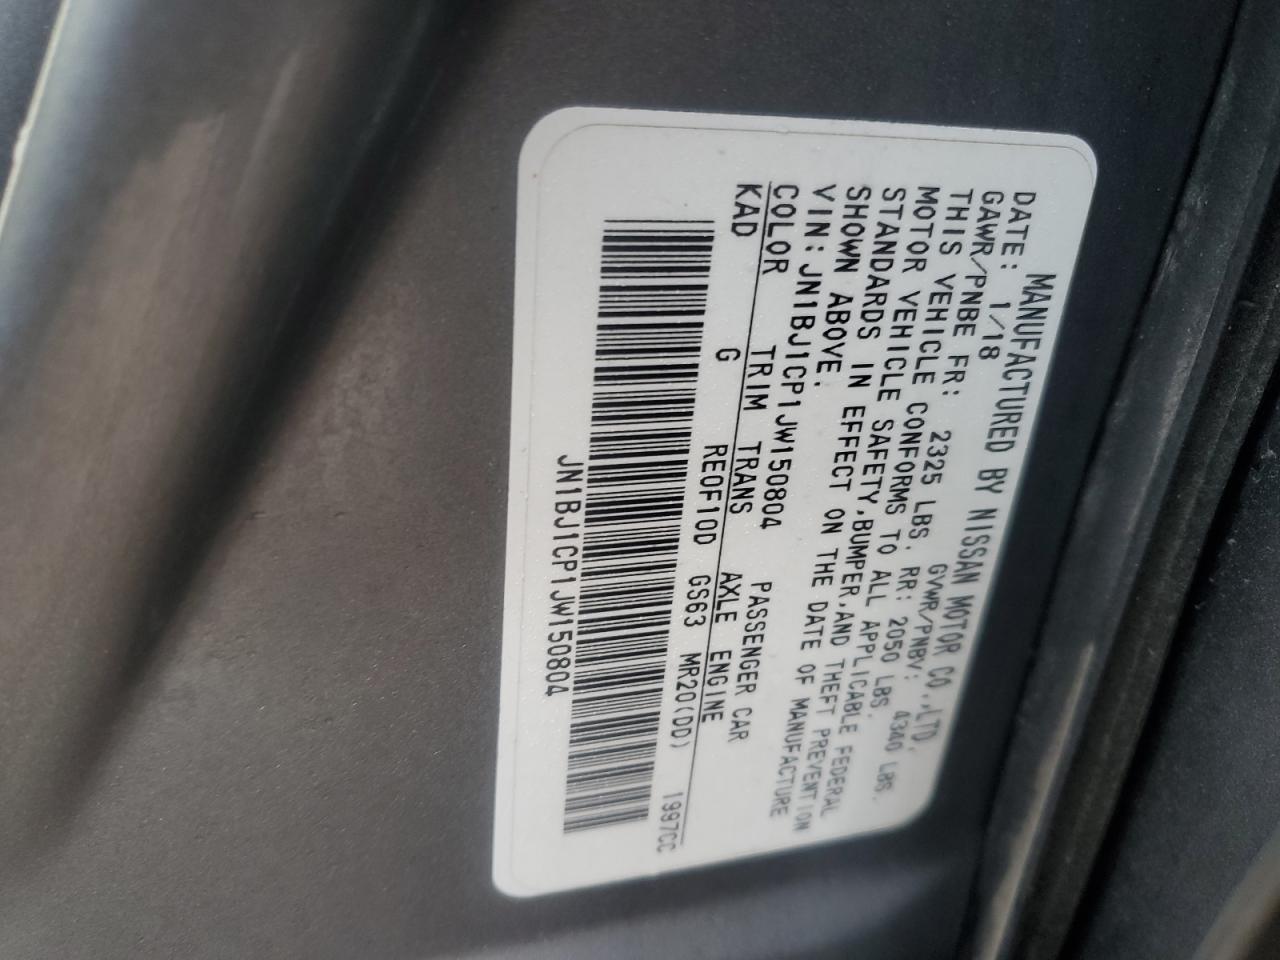 MANUFACTURED BY NISSAN MOTOR CO.,LTD.
DATE: 1/18 GVWR/PNBV: 4340 LBS.
GAWR/PNBE FR: 2325 LBS. RR: 2050 LBS.
THIS VEHICLE CONFORMS TO ALL APPLICABLE FEDERAL
MOTOR VEHICLE SAFETY,BUMPER,AND THEFT PREVENTION
STANDARDS IN EFFECT ON THE DATE OF MANUFACTURE
SHOWN ABOVE.
VIN: JN1BJ1CP1JW150804 PASSENGER CAR
COLOR TRIM TRANS AXLE ENGINE
KAD G RE0F10D GS63 MR20(DD) 1997CC
JN1BJ1CP1JW150804